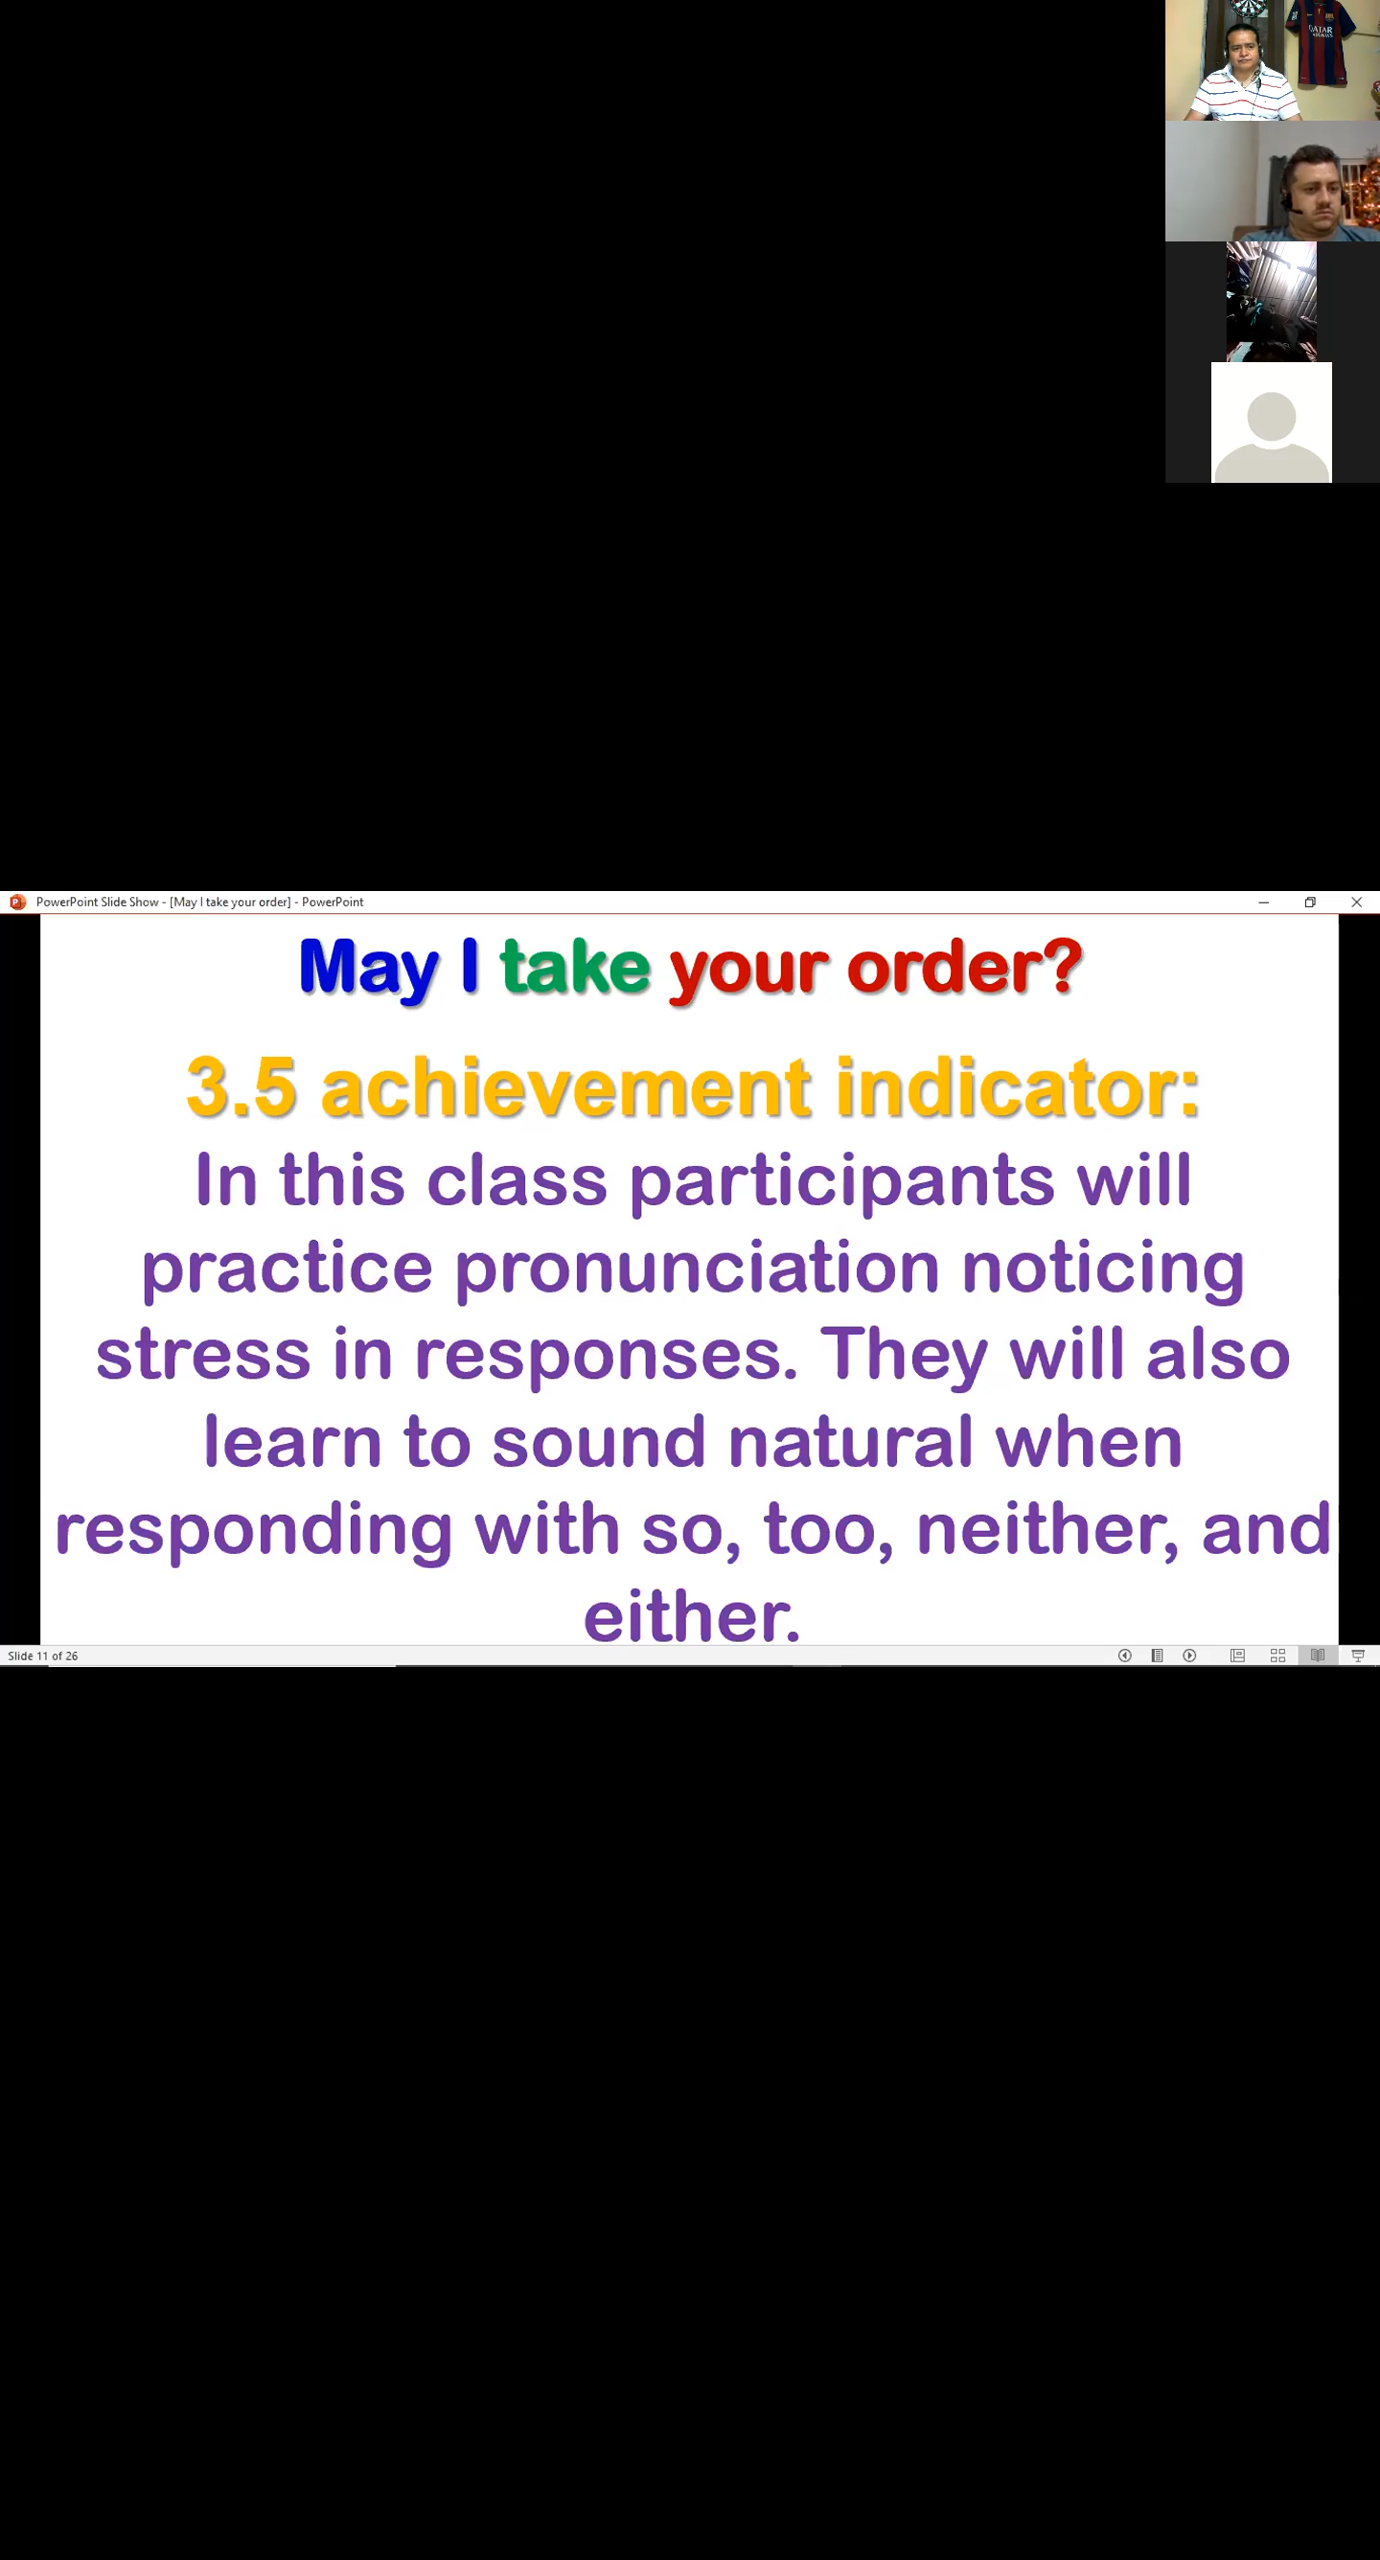 QATAR
PowerPoint Slide Show - [May I take your order] - PowerPoint
May I take your order?
3.5 achievement indicator:
In this class participants will
practice pronunciation noticing
stress in responses. They will also
learn to sound natural when
responding with so, too, neither, and
either.
Slide 11 of 26